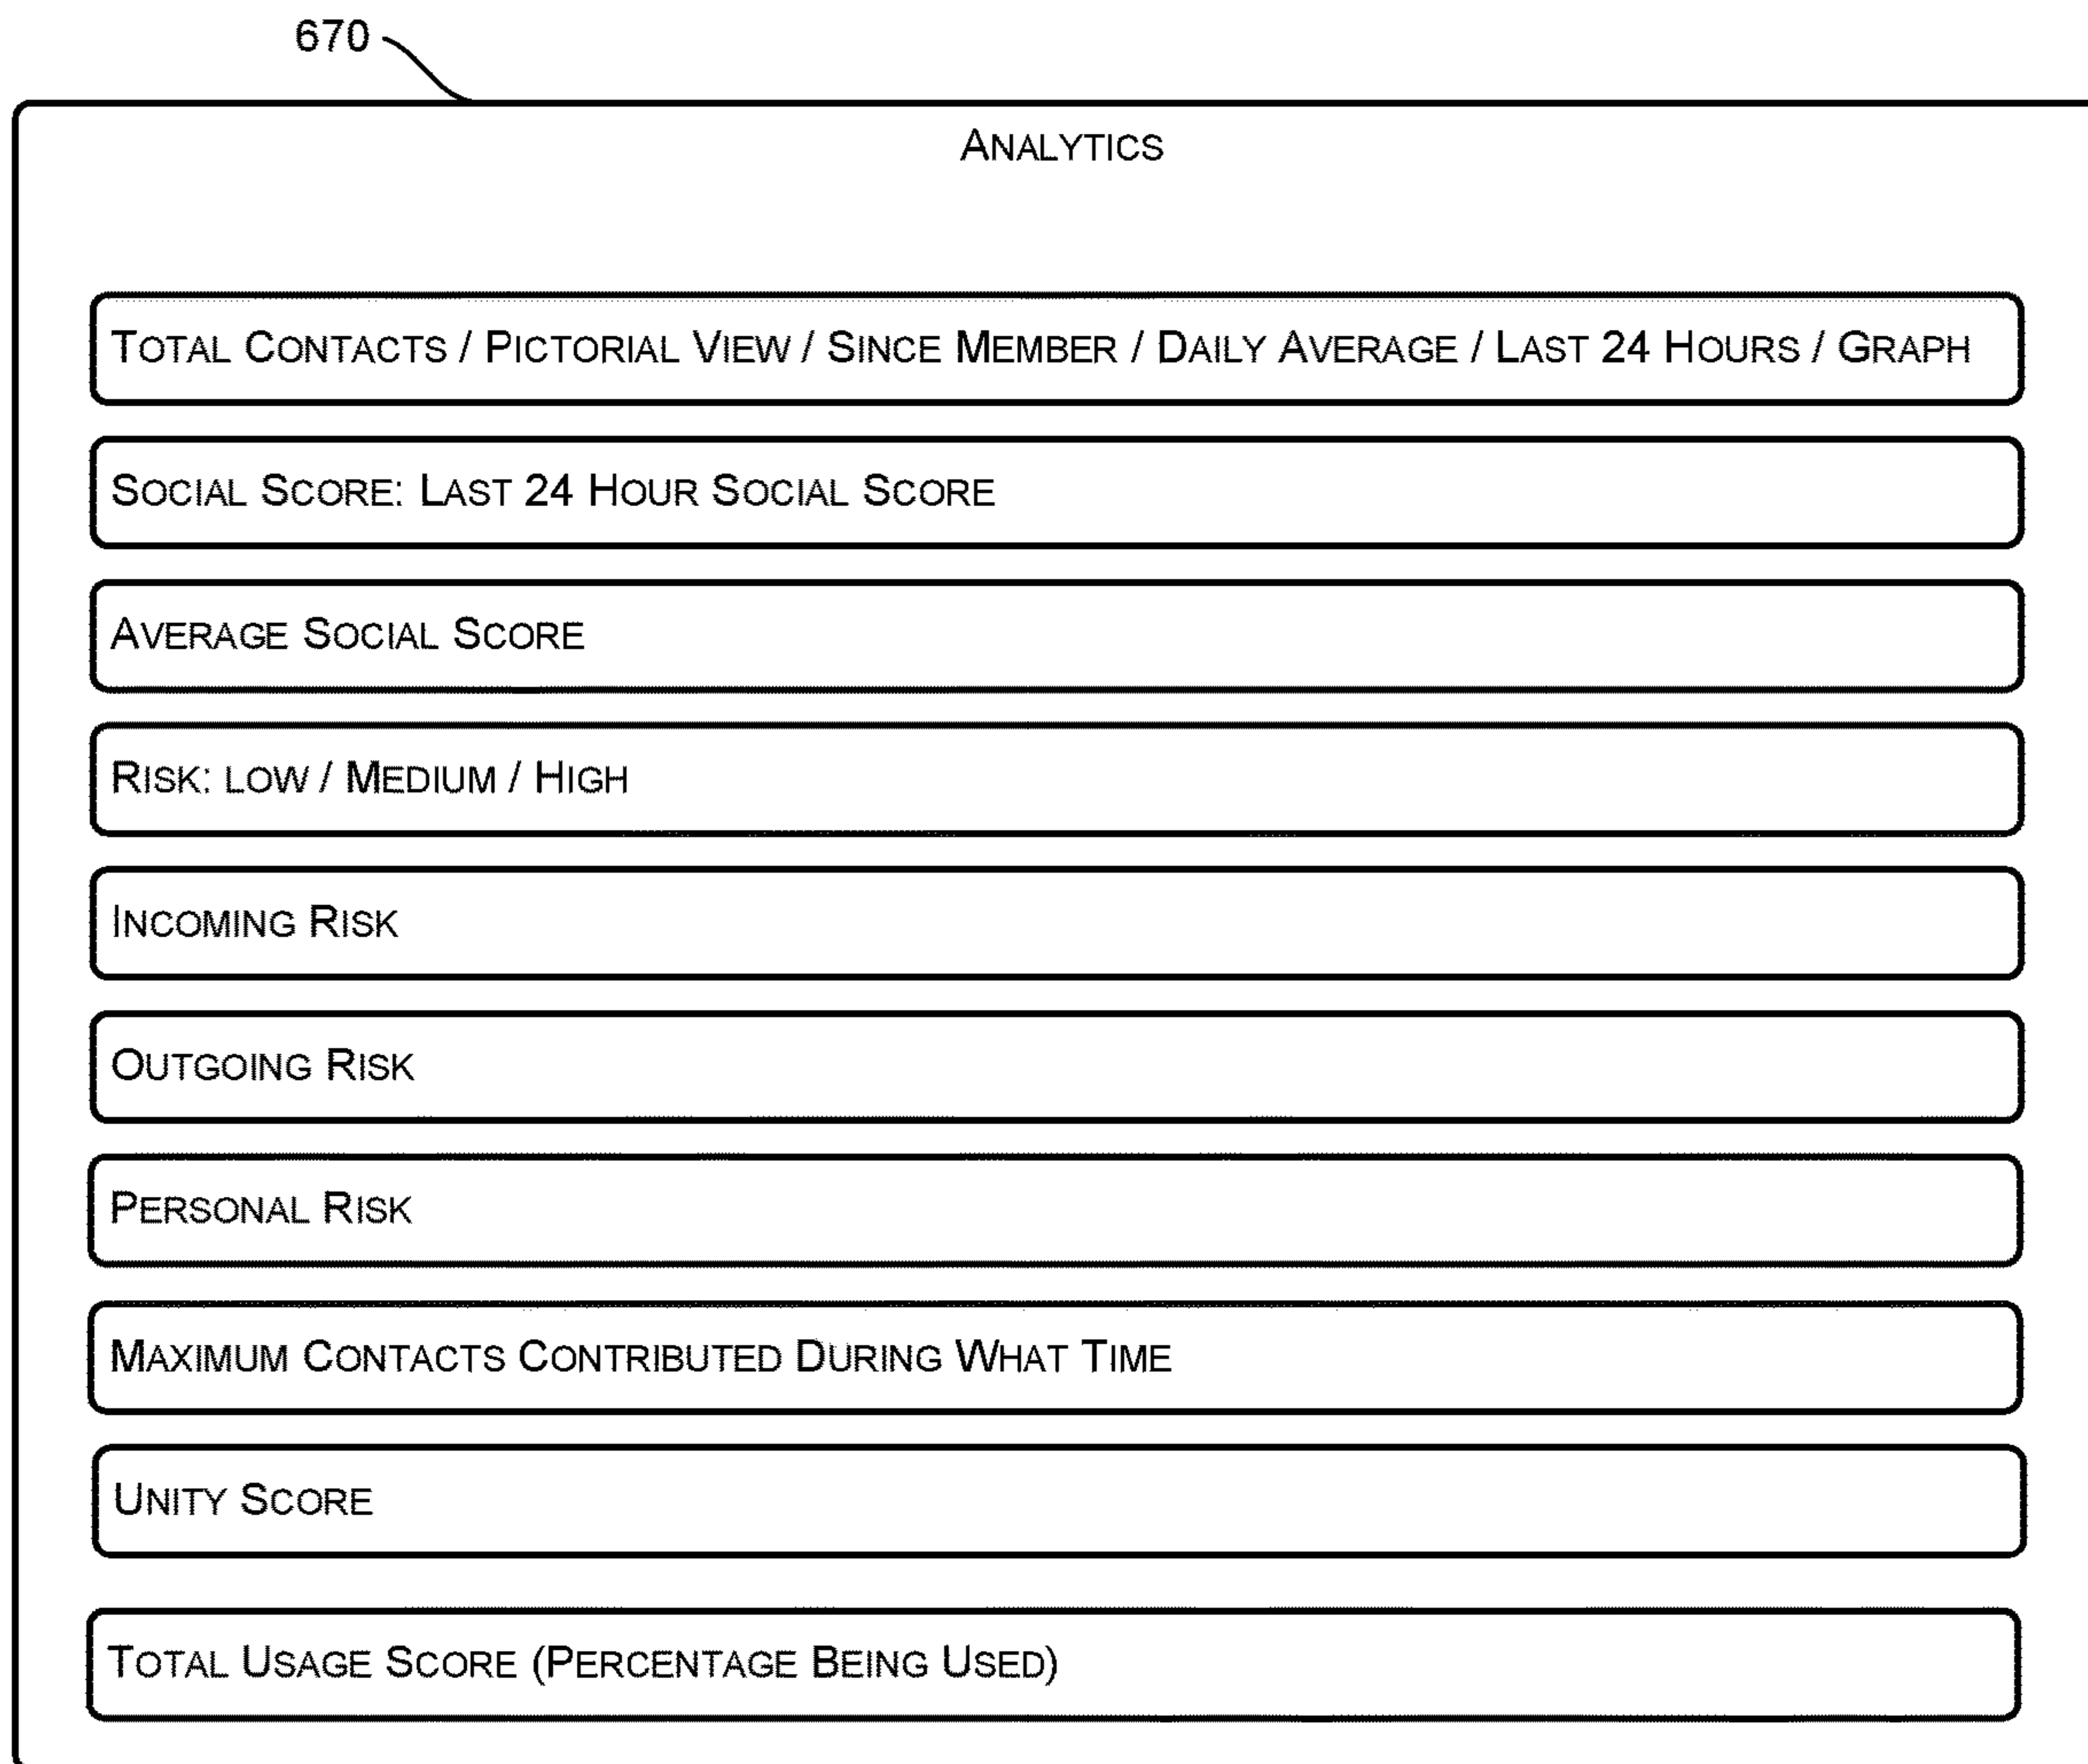 670
Analytics
Total Contacts / Pictorial View / Since Member / Daily Average / Last 24 Hours / Graph
Social Score: Last 24 Hour Social Score
Average Social Score
Risk: low / Medium / High
Incoming Risk
Outgoing Risk
Personal Risk
Maximum Contacts Contributed During What Time
Unity Score
Total Usage Score (Percentage Being Used)